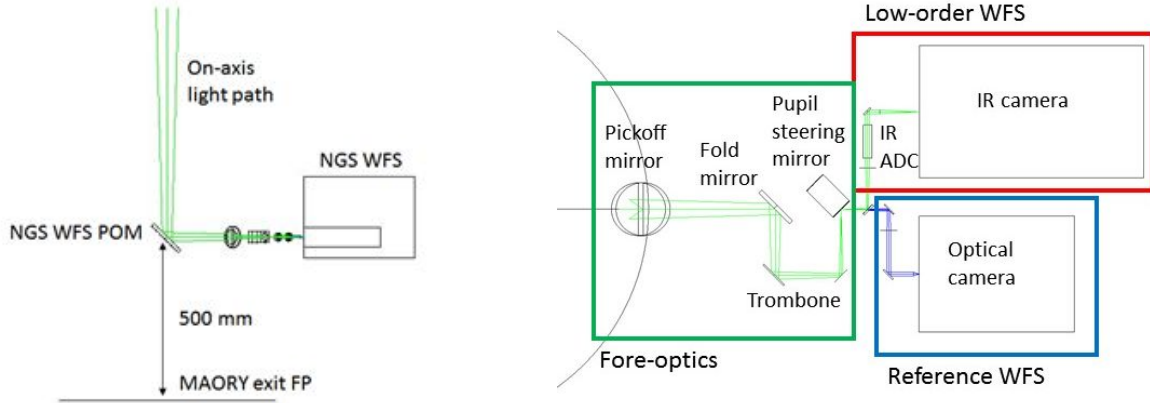 On-axis
light path
NGS WFS
NGS WFS POM
500 mm
MAORY exit FP
Low-order WFS
IR camera
Pupil
steering
mirror
IR
ADC
Pickoff
mirror
Fold
mirror
Trombone
Optical
camera
Fore-optics
Reference WFS